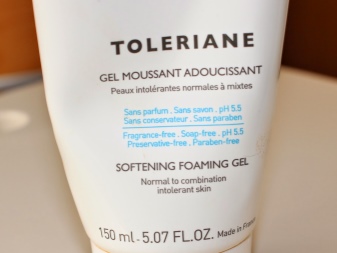 TOLERIANE
GEL MOUSSANT ADOUCISSANT
Peaux intolérantes normales à mixtes
Sans parfum . Sans savon . pH 5.5
Sans conservateur . Sans paraben
Fragrance-free . Soap-free . pH 5.5
Preservative-free . Paraben-free
SOFTENING FOAMING GEL
Normal to combination
intolerant skin
150 ml - 5.07 FL.OZ. Made in France